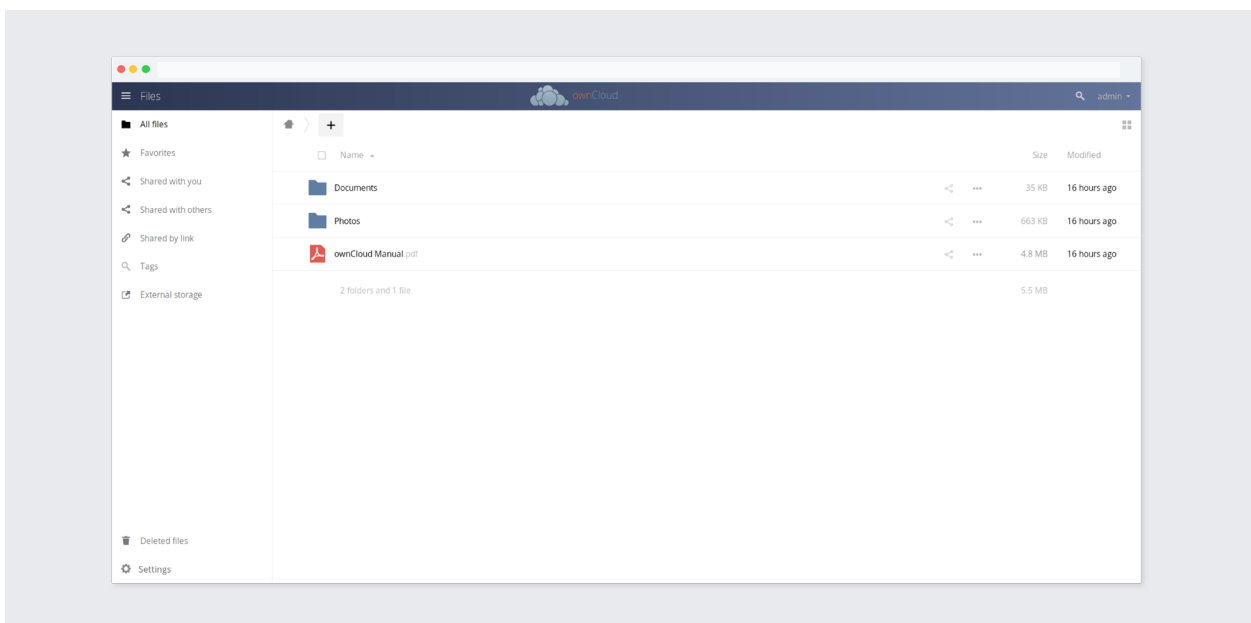 Files
ownCloud
admin
All files
Favorites
Shared with you
Shared with others
Shared by link
Tags
External storage
Deleted files
Settings
Name Size Modified
Documents 35 KB 16 hours ago
Photos 663 KB 16 hours ago
ownCloud Manual.pdf 4.8 MB 16 hours ago
2 folders and 1 file 5.5 MB